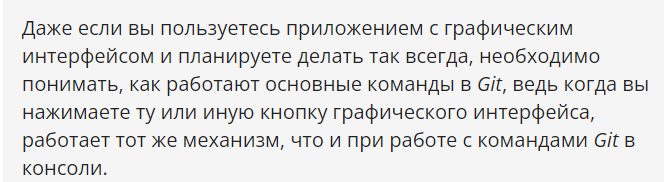 Даже если вы пользуетесь приложением с графическим
интерфейсом и планируете делать так всегда, необходимо
понимать, как работают основные команды в Git, ведь когда вы
нажимаете ту или иную кнопку графического интерфейса,
работает тот же механизм, что и при работе с командами Git в
консоли.